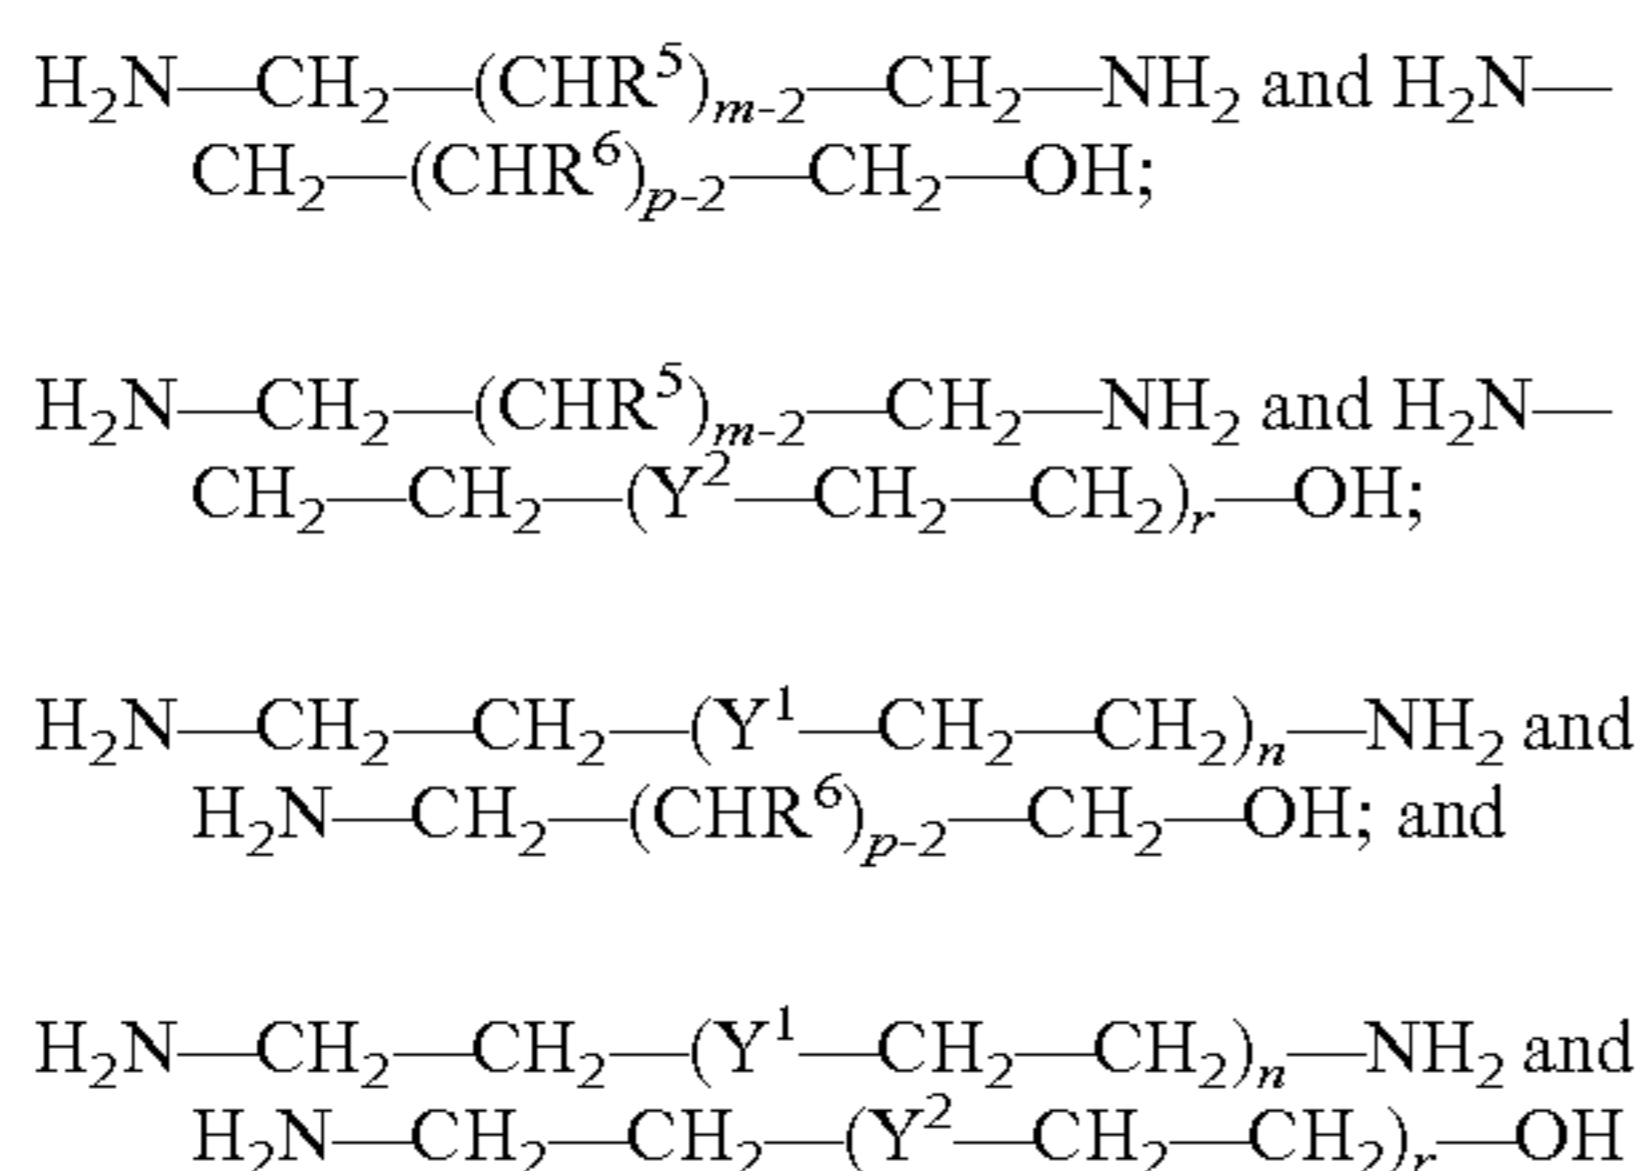 H₂N—CH₂—(CHR⁵)ₘ₋₂—CH₂—NH₂ and H₂N—
CH₂—(CHR⁶)ₚ₋₂—CH₂—OH;
H₂N—CH₂—(CHR⁵)ₘ₋₂—CH₂—NH₂ and H₂N—
CH₂—CH₂—(Y²—CH₂—CH₂)ᵣ—OH;
H₂N—CH₂—CH₂—(Y¹—CH₂—CH₂)ₙ—NH₂ and
H₂N—CH₂—(CHR⁶)ₚ₋₂—CH₂—OH; and
H₂N—CH₂—CH₂—(Y¹—CH₂—CH₂)ₙ—NH₂ and
H₂N—CH₂—CH₂—(Y²—CH₂—CH₂)ᵣ—OH